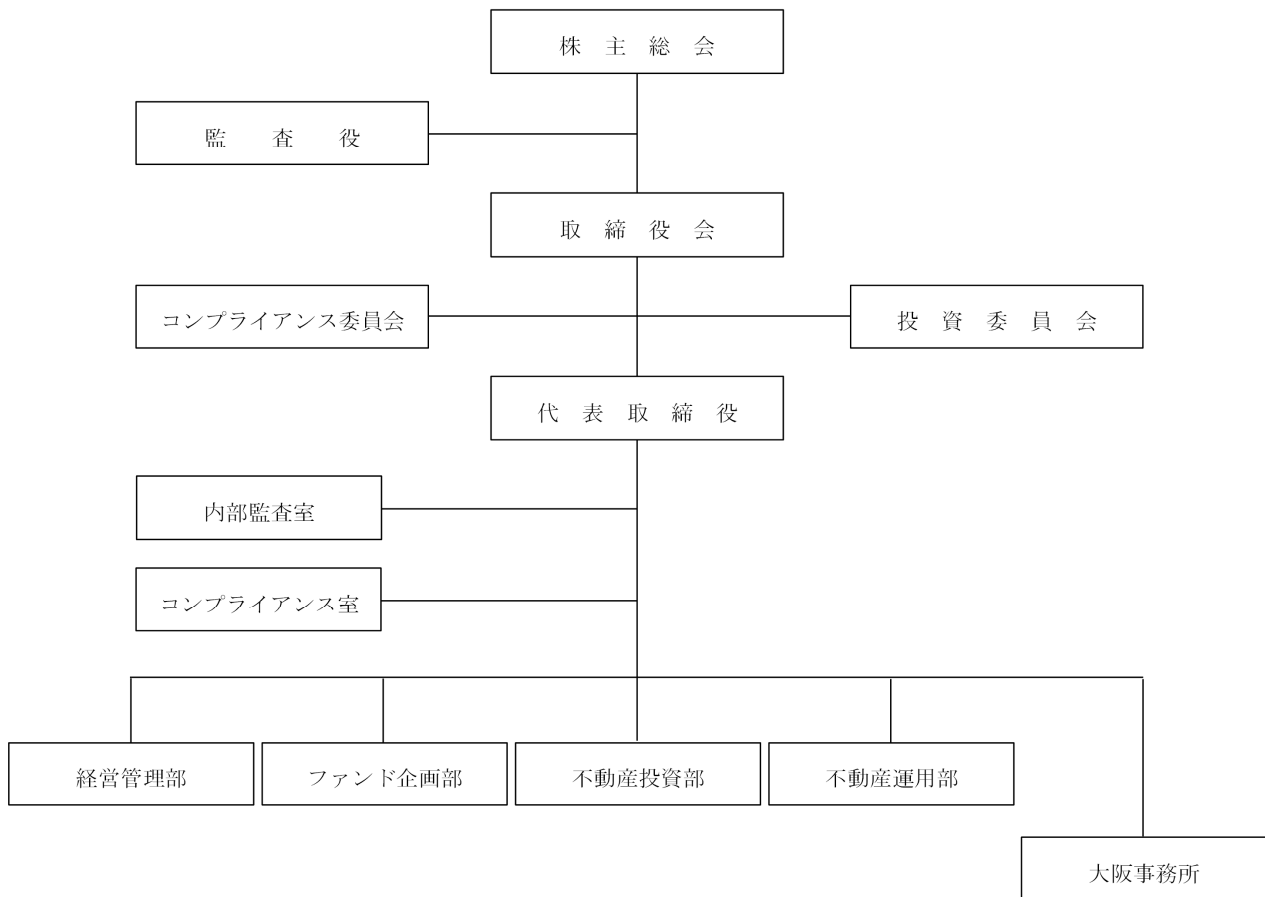 株主総会
監査役
取締役会
コンプライアンス委員会
投資委員会
代表取締役
内部監査室
コンプライアンス室
経営管理部
ファンド企画部
不動産投資部
不動産運用部
大阪事務所